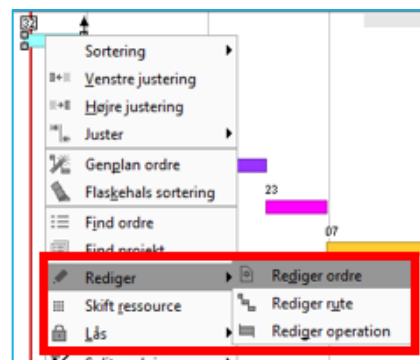 32
Sortering
Venstre justering
Højre justering
Juster
Genplan ordre
Flaskehals sortering
23
Find ordre
07
Find projekt
Rediger
Rediger ordre
Skift ressource
Rediger rute
Lås
Rediger operation